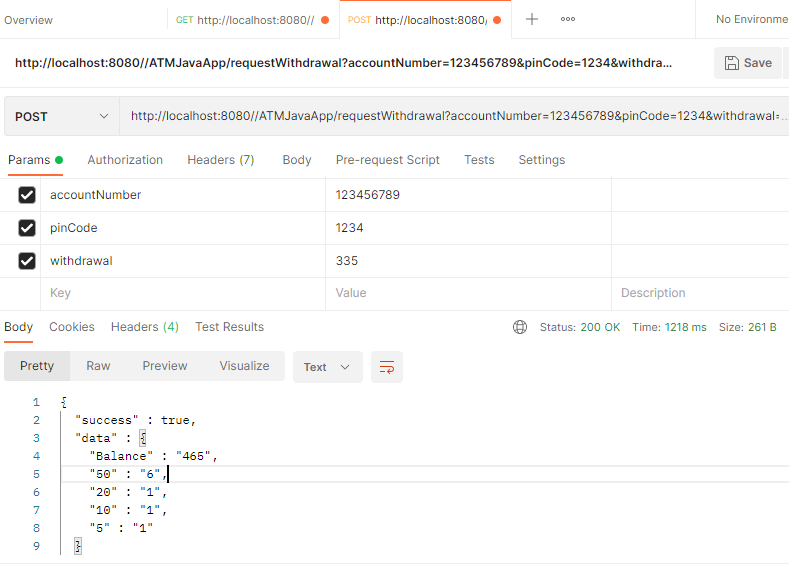 Overview GET http://localhost:8080// POST http://localhost:8080/ No Environme
http://localhost:8080//ATMJavaApp/requestWithdrawal?accountNumber=123456789&pinCode=1234&withdra... Save
POST http://localhost:8080//ATMJavaApp/requestWithdrawal?accountNumber=123456789&pinCode=1234&withdrawal=...
Params Authorization Headers (7) Body Pre-request Script Tests Settings
accountNumber 123456789
pinCode 1234
withdrawal 335
Key Value Description
Body Cookies Headers (4) Test Results Status: 200 OK Time: 1218 ms Size: 261 B
Pretty Raw Preview Visualize Text
1 {
2 "success" : true,
3 "data" : {
4 "Balance" : "465",
5 "50" : "6",
6 "20" : "1",
7 "10" : "1",
8 "5" : "1"
9 }